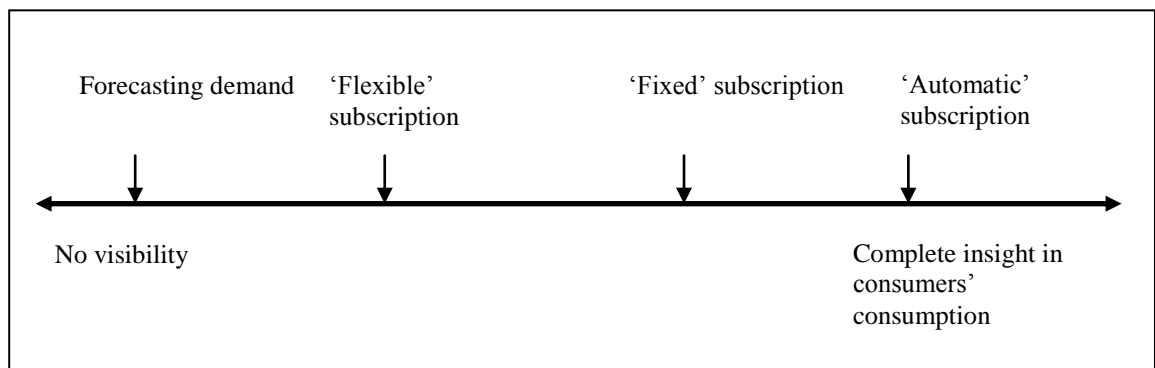 Forecasting demand
‘Flexible’
subscription
‘Fixed’ subscription
‘Automatic’
subscription
No visibility
Complete insight in
consumers’
consumption